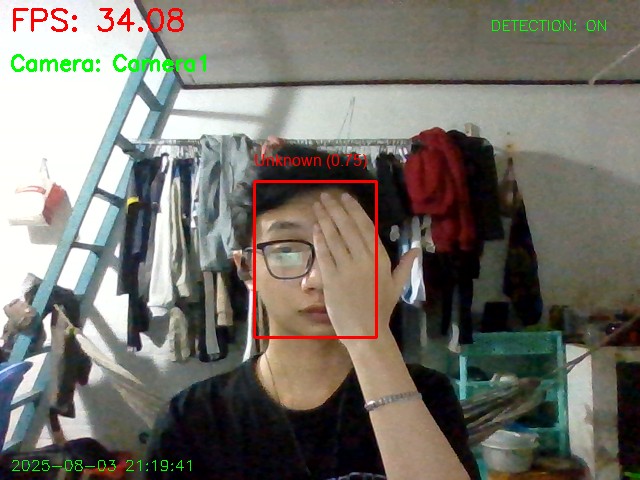 FPS: 34.08
DETECTION: ON
Camera: Camera1
Unknown (0.75)
2025-08-03 21:19:41